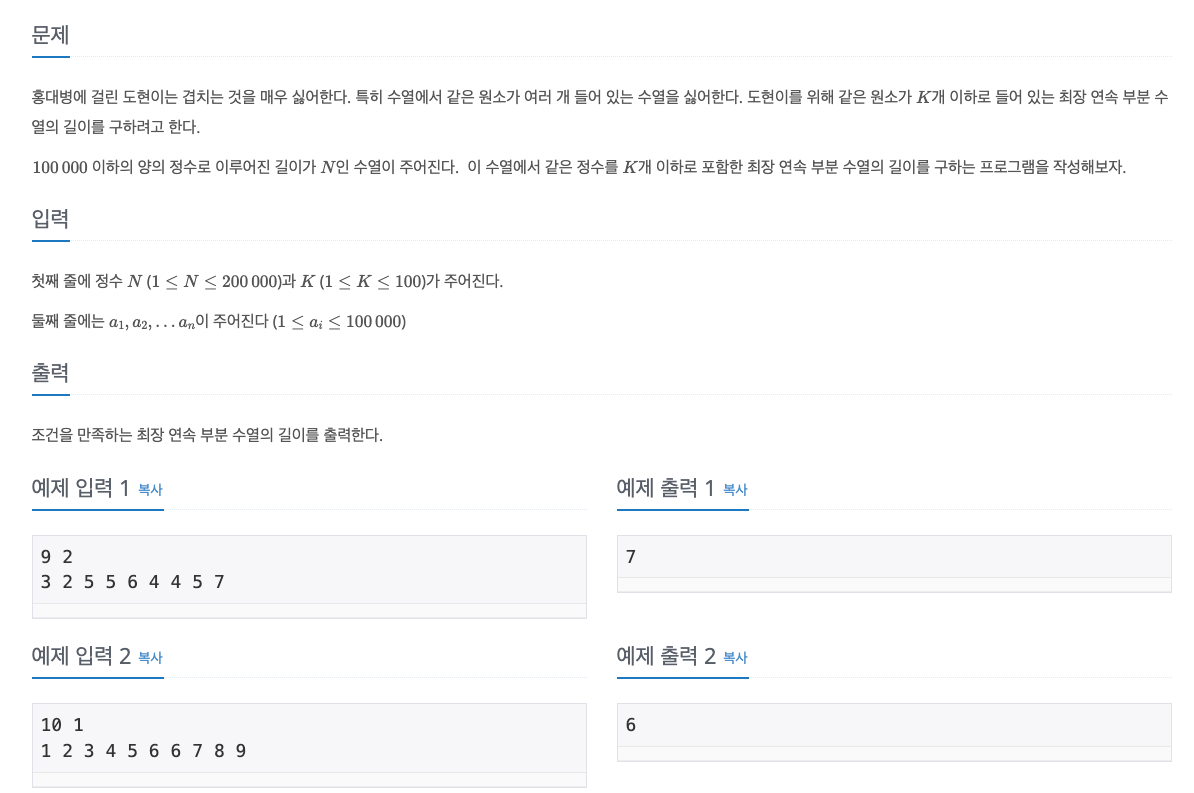 문제
홍대병에 걸린 도현이는 겹치는 것을 매우 싫어한다. 특히 수열에서 같은 원소가 여러 개 들어 있는 수열을 싫어한다. 도현이를 위해 같은 원소가 K개 이하로 들어 있는 최장 연속 부분 수
열의 길이를 구하려고 한다.
100 000 이하의 양의 정수로 이루어진 길이가 N인 수열이 주어진다.  이 수열에서 같은 정수를 K개 이하로 포함한 최장 연속 부분 수열의 길이를 구하는 프로그램을 작성해보자.
입력
첫째 줄에 정수 N (1 ≤ N ≤ 200 000)과 K (1 ≤ K ≤ 100)가 주어진다.
둘째 줄에는 a₁, a₂, . . . aₙ이 주어진다 (1 ≤ aᵢ ≤ 100 000)
출력
조건을 만족하는 최장 연속 부분 수열의 길이를 출력한다.
예제 입력 1 복사
9 2
3 2 5 5 6 4 4 5 7
예제 출력 1 복사
7
예제 입력 2 복사
10 1
1 2 3 4 5 6 6 7 8 9
예제 출력 2 복사
6